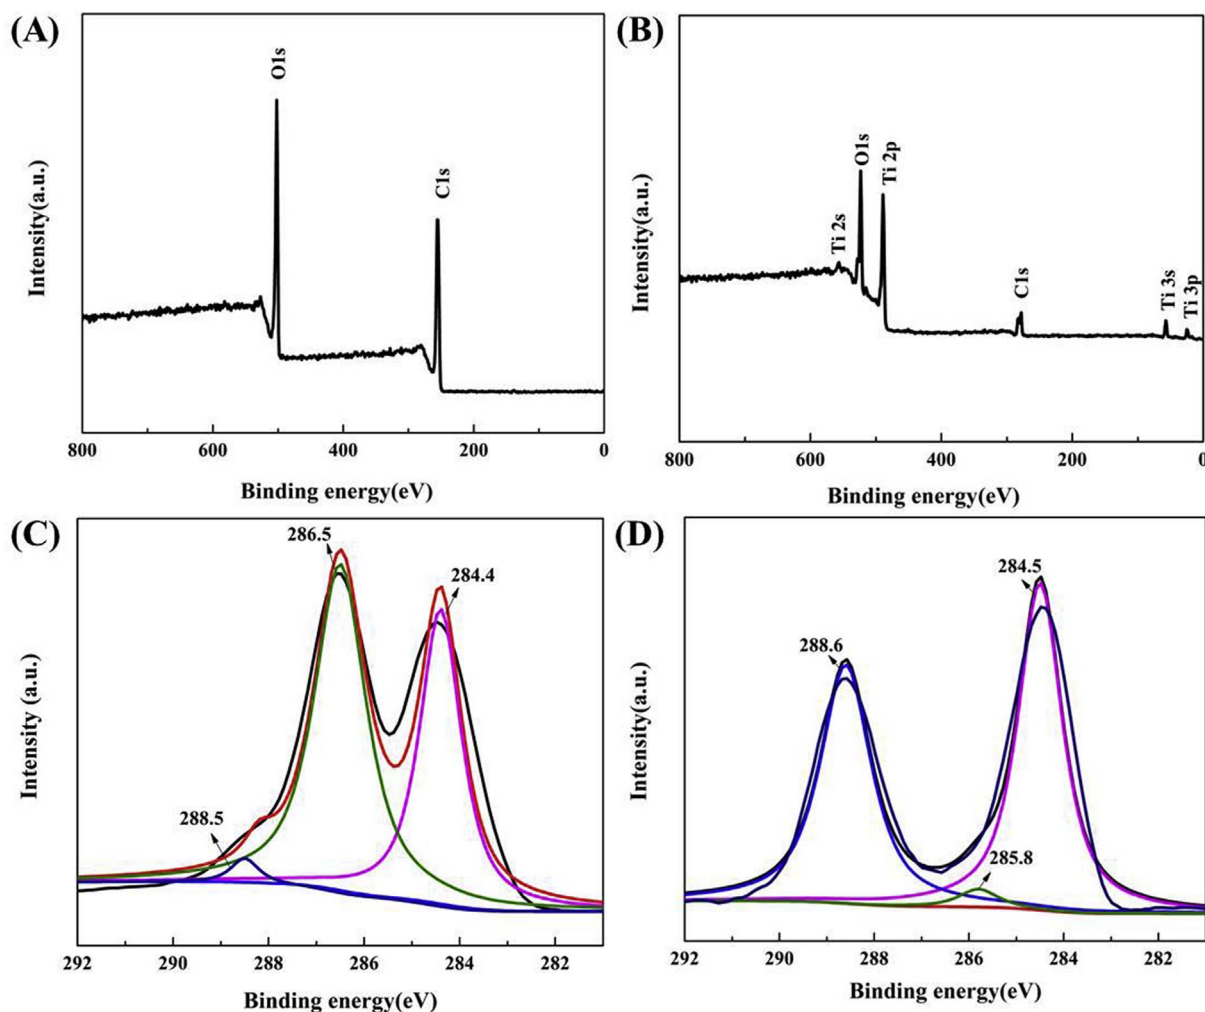 (A)
O1s
C1s
Intensity(a.u.)
800 600 400 200 0
Binding energy(eV)
(B)
Ti 2s
O1s
Ti 2p
C1s
Ti 3s
Ti 3p
Intensity(a.u.)
800 600 400 200 0
Binding energy(eV)
(C)
286.5
284.4
288.5
Intensity (a.u.)
292 290 288 286 284 282
Binding energy(eV)
(D)
284.5
288.6
285.8
Intensity(a.u.)
292 290 288 286 284 282
Binding energy(eV)